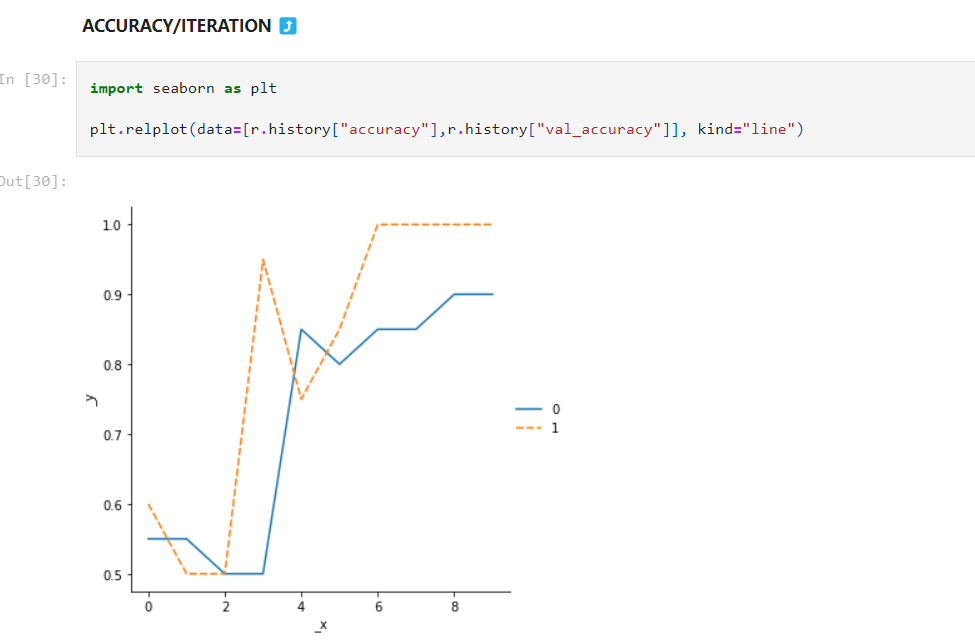 ACCURACY/ITERATION ⤴
In [30]:
import seaborn as plt
plt.relplot(data=[r.history["accuracy"],r.history["val_accuracy"]], kind="line")
Out[30]:
1.0
0.9
0.8
0.7
0.6
0.5
y
0
1
0 2 4 6 8
_x